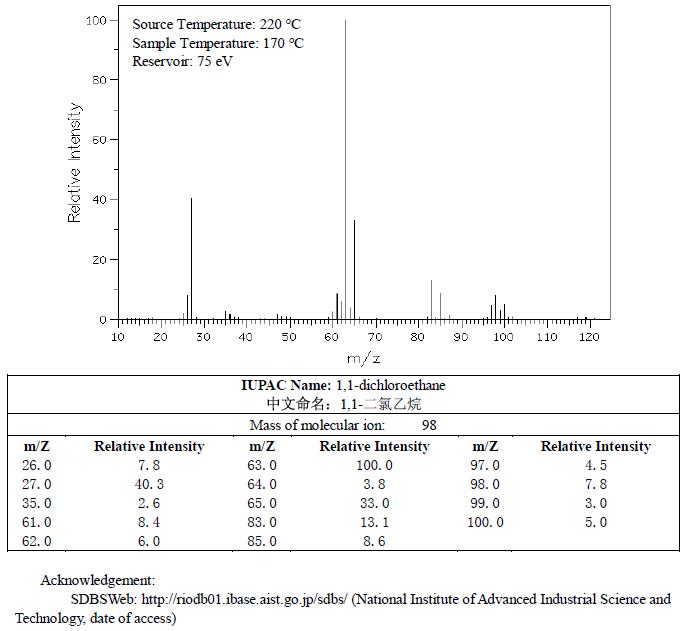 Source Temperature: 220 °C
Sample Temperature: 170 °C
Reservoir: 75 eV
Relative Intensity
100
80
60
40
20
0
10 20 30 40 50 60 70 80 90 100 110 120
m/z
IUPAC Name: 1,1-dichloroethane
中文命名：1,1-二氯乙烷
Mass of molecular ion: 98
m/Z Relative Intensity m/Z Relative Intensity m/Z Relative Intensity
26.0 7.8 63.0 100.0 97.0 4.5
27.0 40.3 64.0 3.8 98.0 7.8
35.0 2.6 65.0 33.0 99.0 3.0
61.0 8.4 83.0 13.1 100.0 5.0
62.0 6.0 85.0 8.6
Acknowledgement:
SDBSWeb: http://riodb01.ibase.aist.go.jp/sdbs/ (National Institute of Advanced Industrial Science and
Technology, date of access)